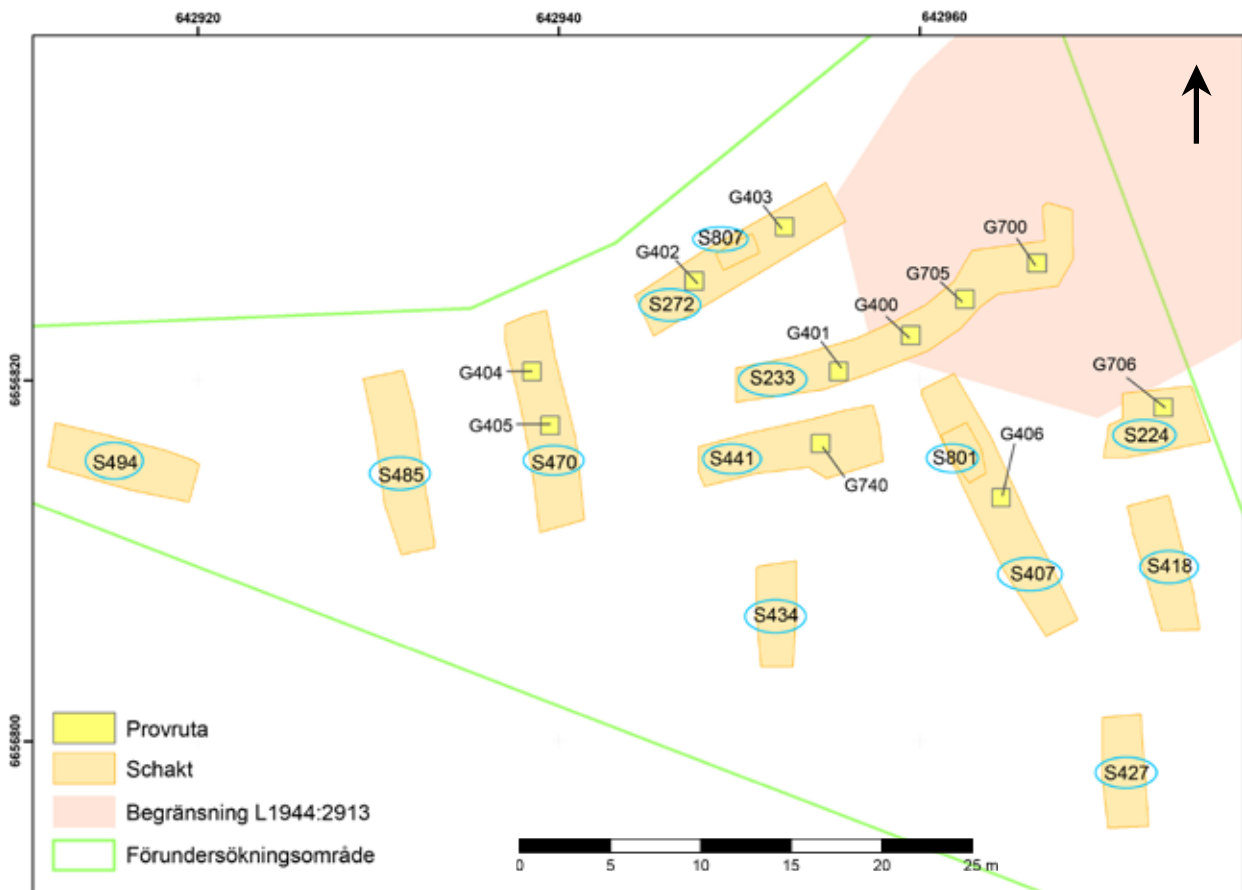 642920
642940
642960
G403
S807
G402
G700
G705
S272
G400
G401
6656820
G404
S233
G706
G405
S224
S494
S485
S470
S441
S801
G406
G740
S418
S407
S434
6656800
Provruta
Schakt
S427
Begränsning L1944:2913
Förundersökningsområde
0 5 10 15 20 25 m